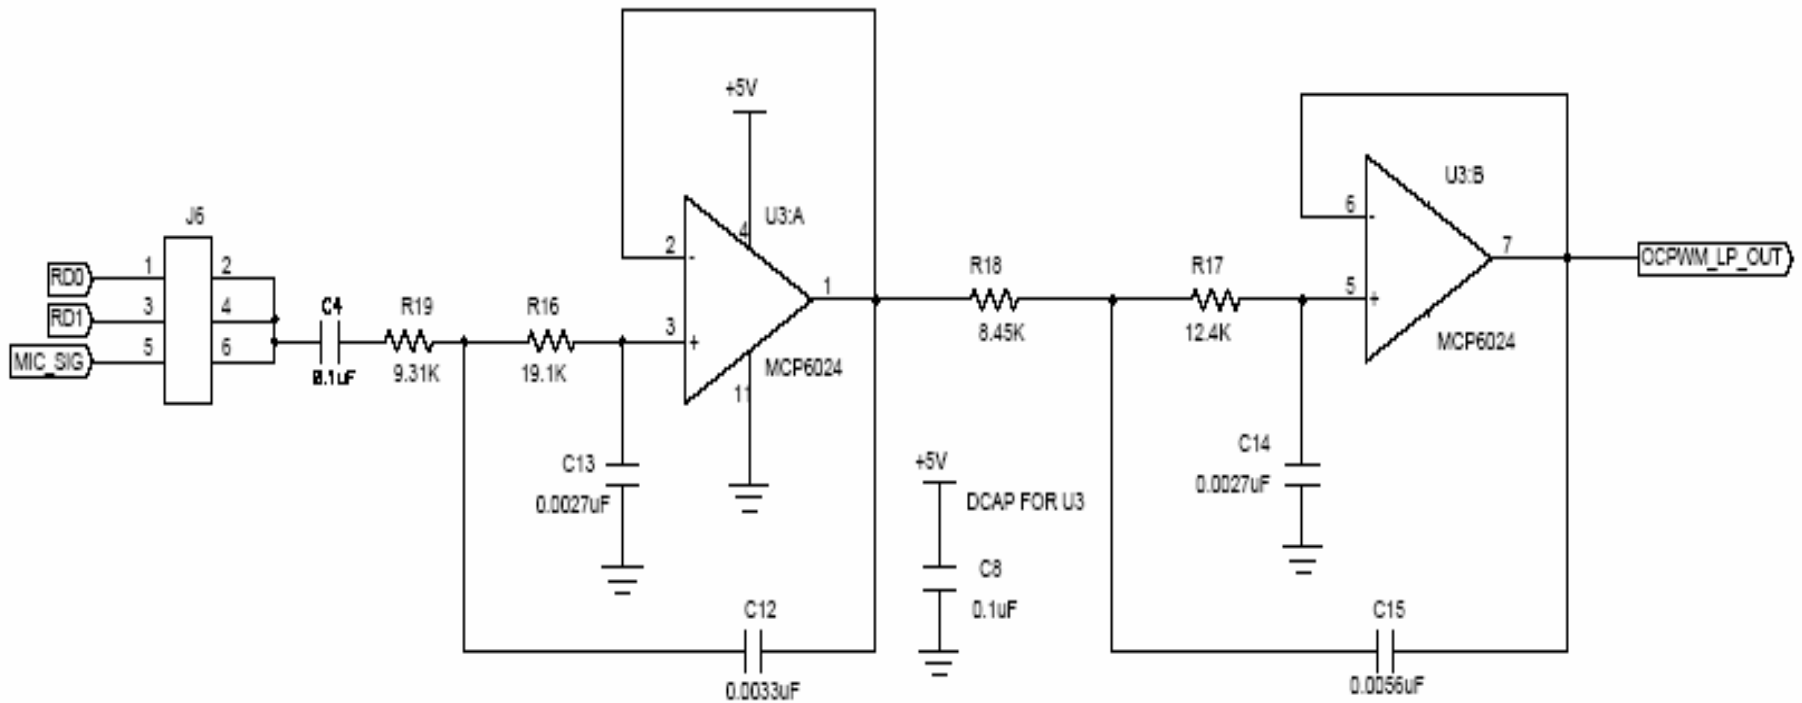 +5V
U3:B
J6
U3:A
4
2
6
7
OCPWM_LP_OUT
RD0
1
2
RD1
3
4
MIC_SIG
5
6
C4
0.1uF
R19
9.31K
R16
19.1K
3
-
+
1
11
MCP6024
R18
8.45K
R17
12.4K
5
-
+
MCP6024
C13
0.0027uF
+5V
DCAP FOR U3
C14
0.0027uF
C8
0.1uF
C12
0.0033uF
C15
0.0056uF